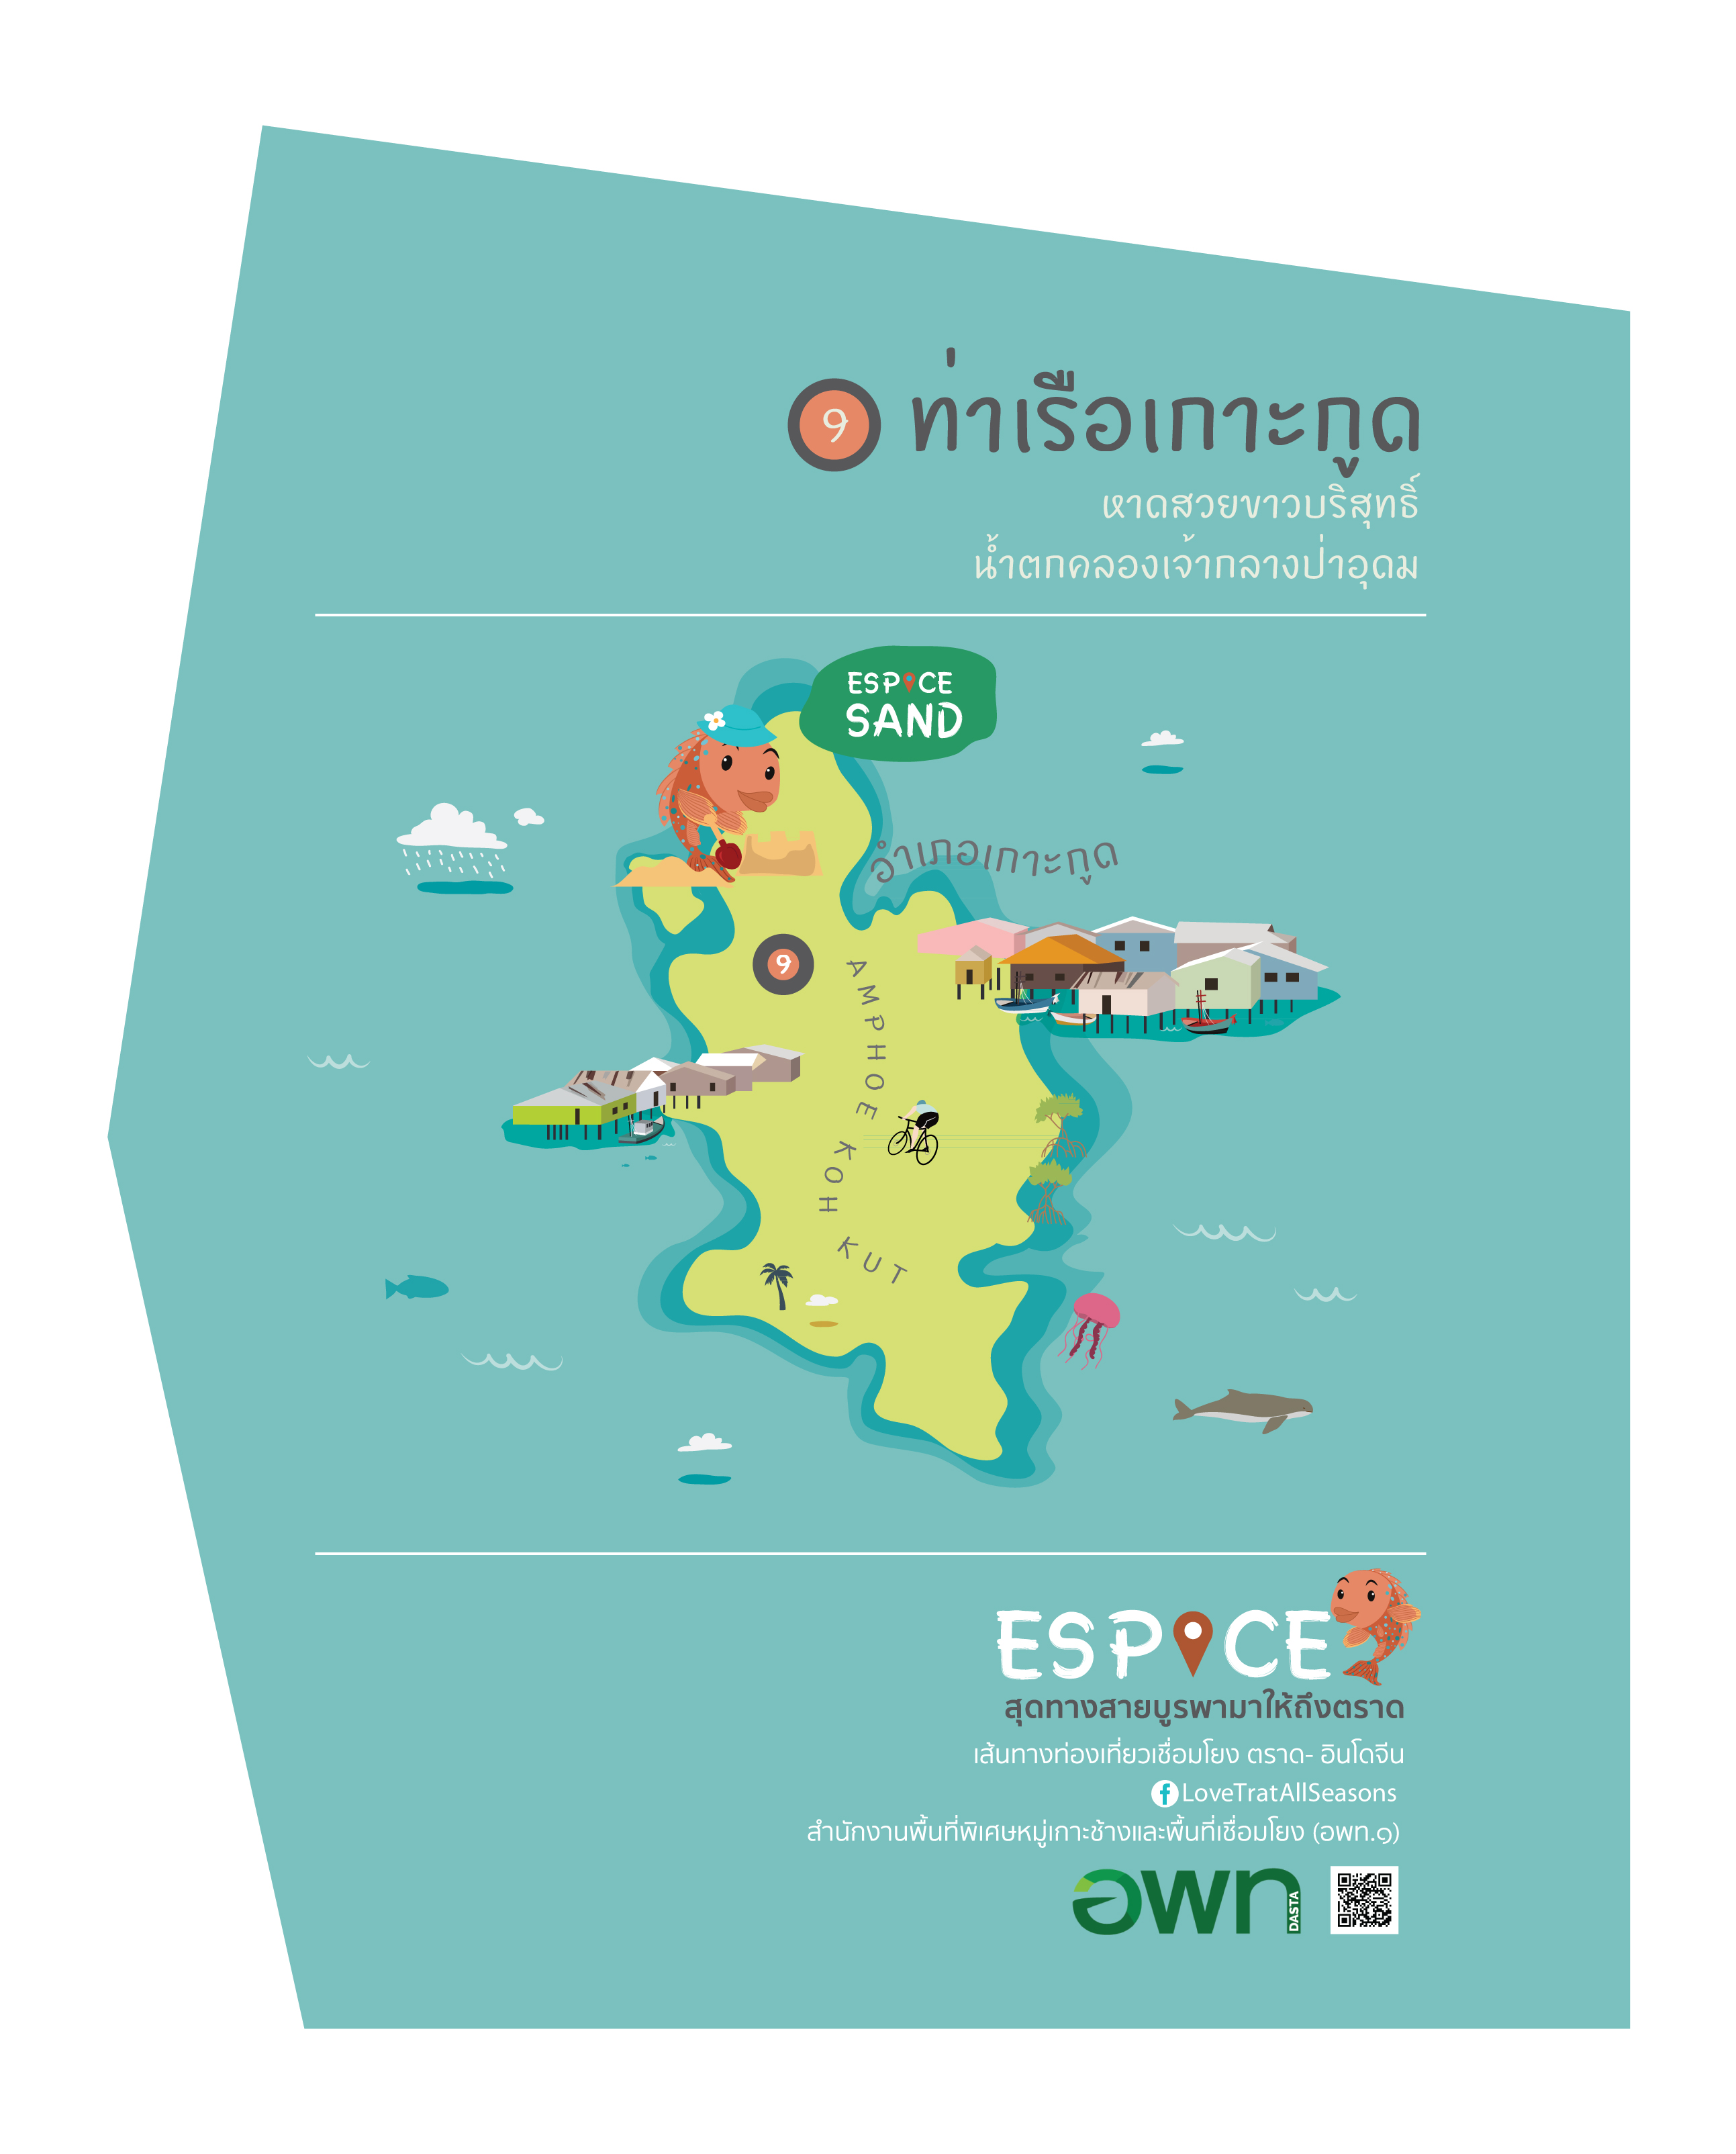 9 ท่าเรือเกาะกูด
หาดสวยขาวบริสุทธิ์
น้ำตกคลองเจ้ากลางป่าอุดม
ESPCE
SAND
อำเภอเกาะกูด
9
AMPHOE KOH KUT
ESPCE
สุดทางสายบูรพามาให้ถึงตราด
เส้นทางท่องเที่ยวเชื่อมโยง ตราด- อินโดจีน
LoveTratAllSeasons
สำนักงานพื้นที่พิเศษหมู่เกาะช้างและพื้นที่เชื่อมโยง (อพท.๑)
อพท
DASTA